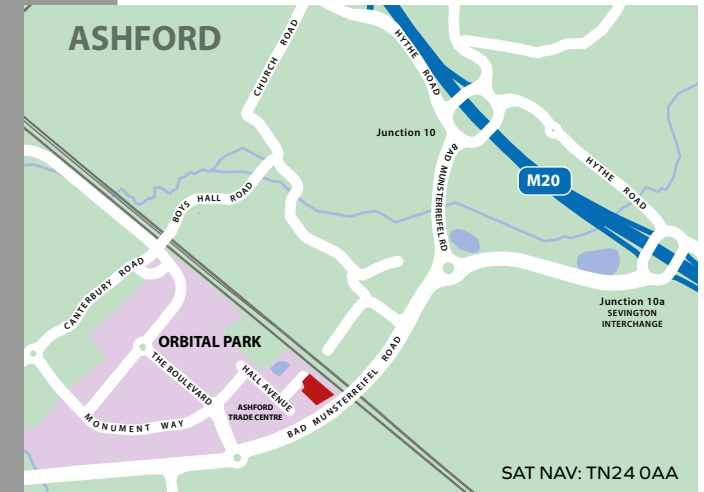 ASHFORD
CHURCH ROAD
HYTHE ROAD
Junction 10
BAD MUNSTERREIFEL RD
M20
HYTHE ROAD
BOYS HALL ROAD
CANTERBURY ROAD
Junction 10a
SEVINGTON
INTERCHANGE
ORBITAL PARK
THE BOULEVARD
HALL AVENUE
ASHFORD
TRADE CENTRE
MONUMENT WAY
BAD MUNSTERREIFEL ROAD
SAT NAV: TN24 0AA